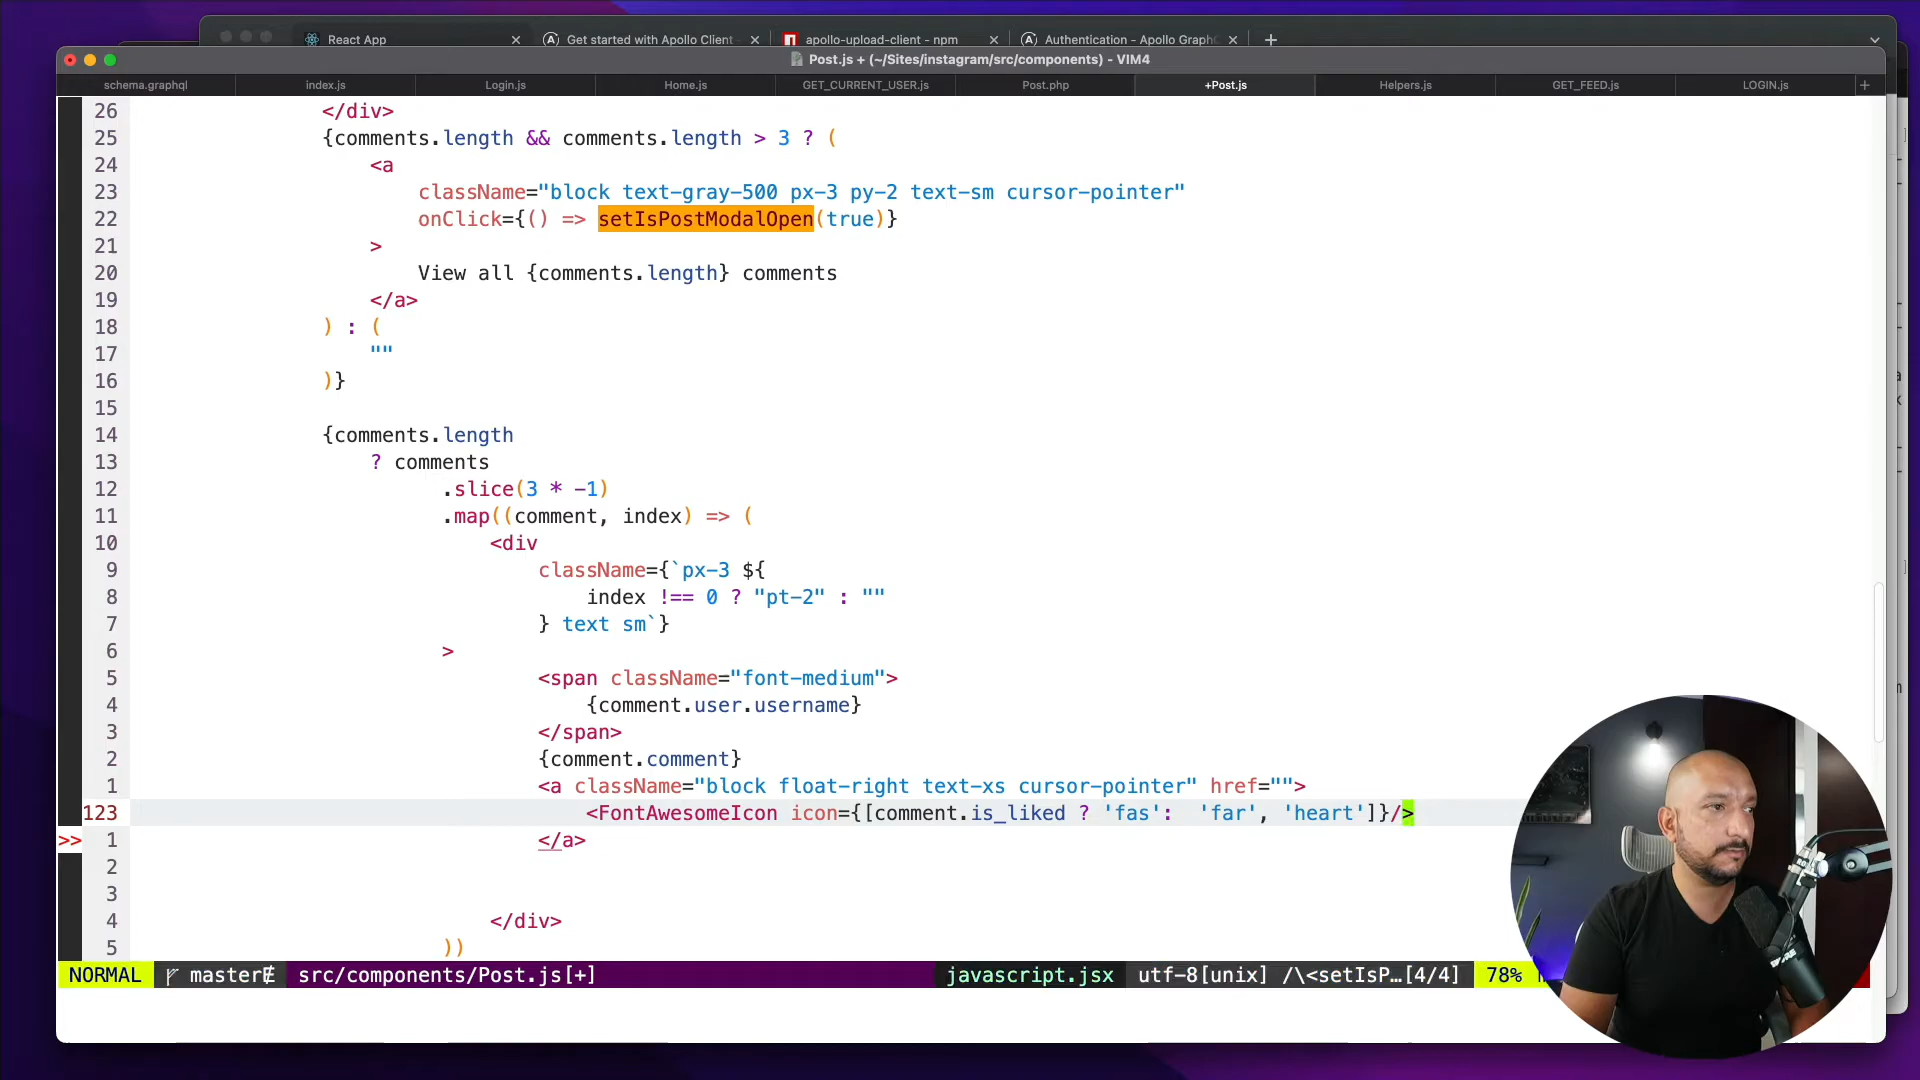 React App
Get started with Apollo Client
apollo-upload-client - npm
Authentication - Apollo Graph
Post.js + (~/Sites/instagram/src/components) - VIM4
schema.graphql
index.js
Login.js
Home.js
GET_CURRENT_USER.js
Post.php
+Post.js
Helpers.js
GET_FEED.js
LOGIN.js
26 </div>
25 {comments.length && comments.length > 3 ? (
24 <a
23 className="block text-gray-500 px-3 py-2 text-sm cursor-pointer"
22 onClick={() => setIsPostModalOpen(true)}
21 >
20 View all {comments.length} comments
19 </a>
18 ) : (
17 ""
16 )}
15
14 {comments.length
13 ? comments
12 .slice(3 * -1)
11 .map((comment, index) => (
10 <div
9 className={`px-3 ${
8 index !== 0 ? "pt-2" : ""
7 } text sm`}
6 >
5 <span className="font-medium">
4 {comment.user.username}
3 </span>
2 {comment.comment}
1 <a className="block float-right text-xs cursor-pointer" href="">
123 <FontAwesomeIcon icon={[comment.is_liked ? 'fas':  'far', 'heart']}/>
>> 1 </a>
2
3
4 </div>
5 ))
NORMAL master src/components/Post.js[+] javascript.jsx utf-8[unix] /\<setIsP…[4/4] 78%